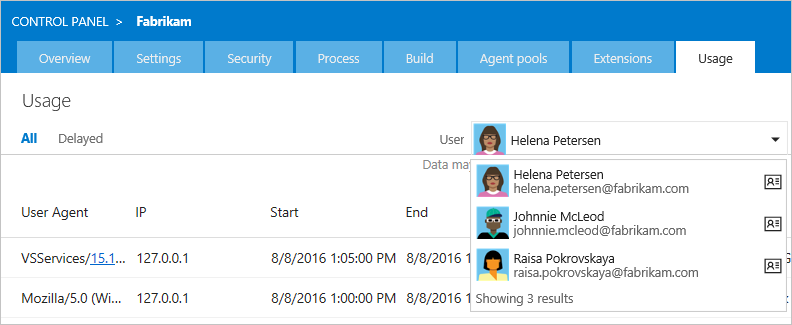 CONTROL PANEL > Fabrikam
Overview Settings Security Process Build Agent pools Extensions Usage
Usage
All Delayed User Helena Petersen
Data may
Helena Petersen
helena.petersen@fabrikam.com
Johnnie McLeod
johnnie.mcleod@fabrikam.com
Raisa Pokrovskaya
raisa.pokrovskaya@fabrikam.com
Showing 3 results
User Agent IP Start End
VSServices/15.1... 127.0.0.1 8/8/2016 1:05:00 PM 8/8/2016
Mozilla/5.0 (Wi... 127.0.0.1 8/8/2016 1:00:00 PM 8/8/2016